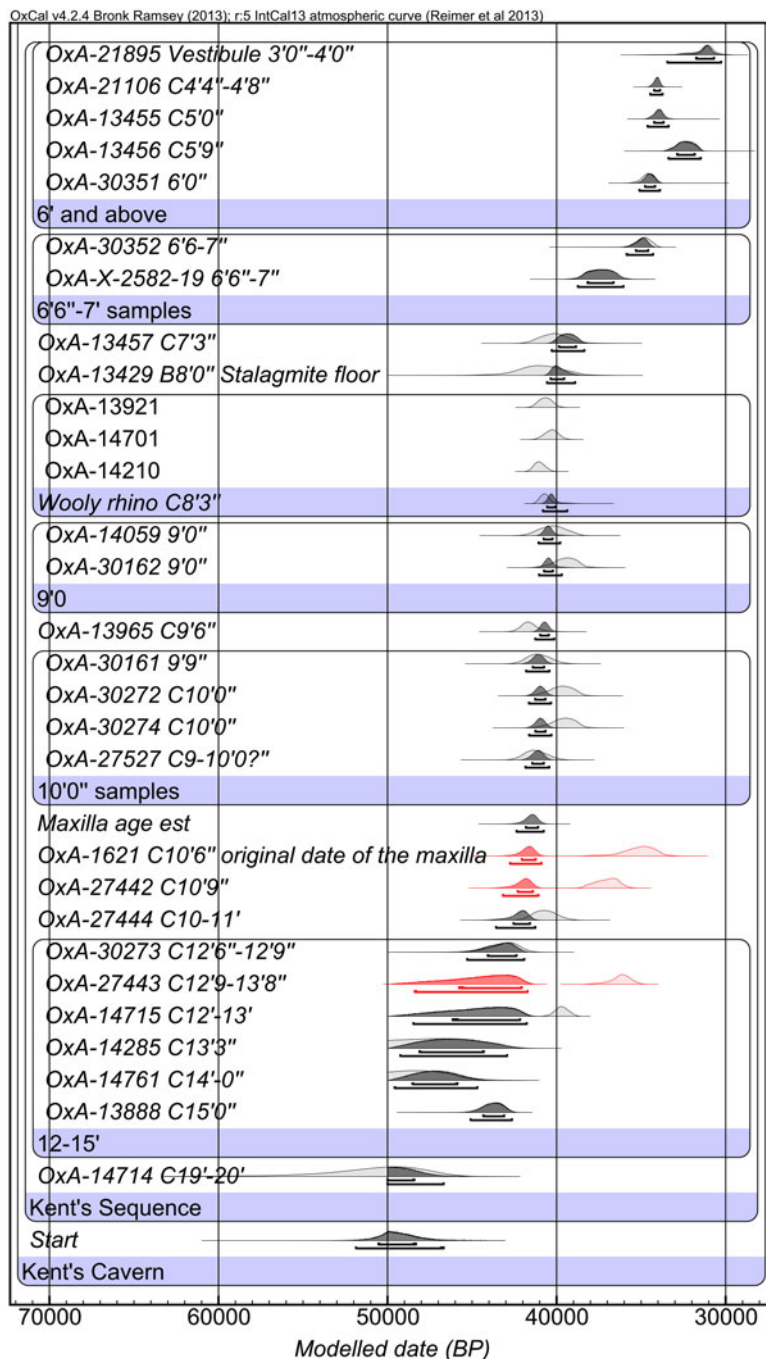 OxCal v4.2.4 Bronk Ramsey (2013); r:5 IntCal13 atmospheric curve (Reimer et al 2013)
OxA-21895 Vestibule 3'0"-4'0"
OxA-21106 C4'4"-4'8"
OxA-13455 C5'0"
OxA-13456 C5'9"
OxA-30351 6'0"
6' and above
OxA-30352 6'6-7"
OxA-X-2582-19 6'6"-7"
6'6"-7' samples
OxA-13457 C7'3"
OxA-13429 B8'0" Stalagmite floor
OxA-13921
OxA-14701
OxA-14210
Wooly rhino C8'3"
OxA-14059 9'0"
OxA-30162 9'0"
9'0
OxA-13965 C9'6"
OxA-30161 9'9"
OxA-30272 C10'0"
OxA-30274 C10'0"
OxA-27527 C9-10'0?"
10'0" samples
Maxilla age est
OxA-1621 C10'6" original date of the maxilla
OxA-27442 C10'9"
OxA-27444 C10-11'
OxA-30273 C12'6"-12'9"
OxA-27443 C12'9-13'8"
OxA-14715 C12'-13'
OxA-14285 C13'3"
OxA-14761 C14'-0"
OxA-13888 C15'0"
12-15'
OxA-14714 C19'-20'
Kent's Sequence
Start
Kent's Cavern
70000 60000 50000 40000 30000
Modelled date (BP)